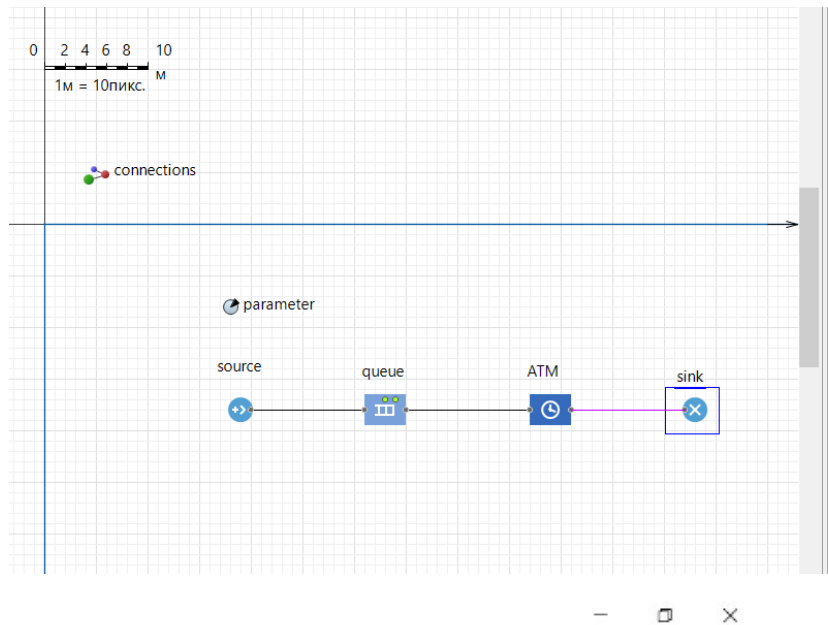 0 2 4 6 8 10
м
1м = 10пикс.
connections
parameter
source
queue
ATM
sink